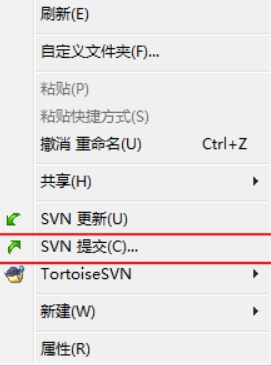 刷新(E)
自定义文件夹(F)...
粘贴(P)
粘贴快捷方式(S)
撤消 重命名(U) Ctrl+Z
共享(H)
SVN 更新(U)
SVN 提交(C)...
TortoiseSVN
新建(W)
属性(R)